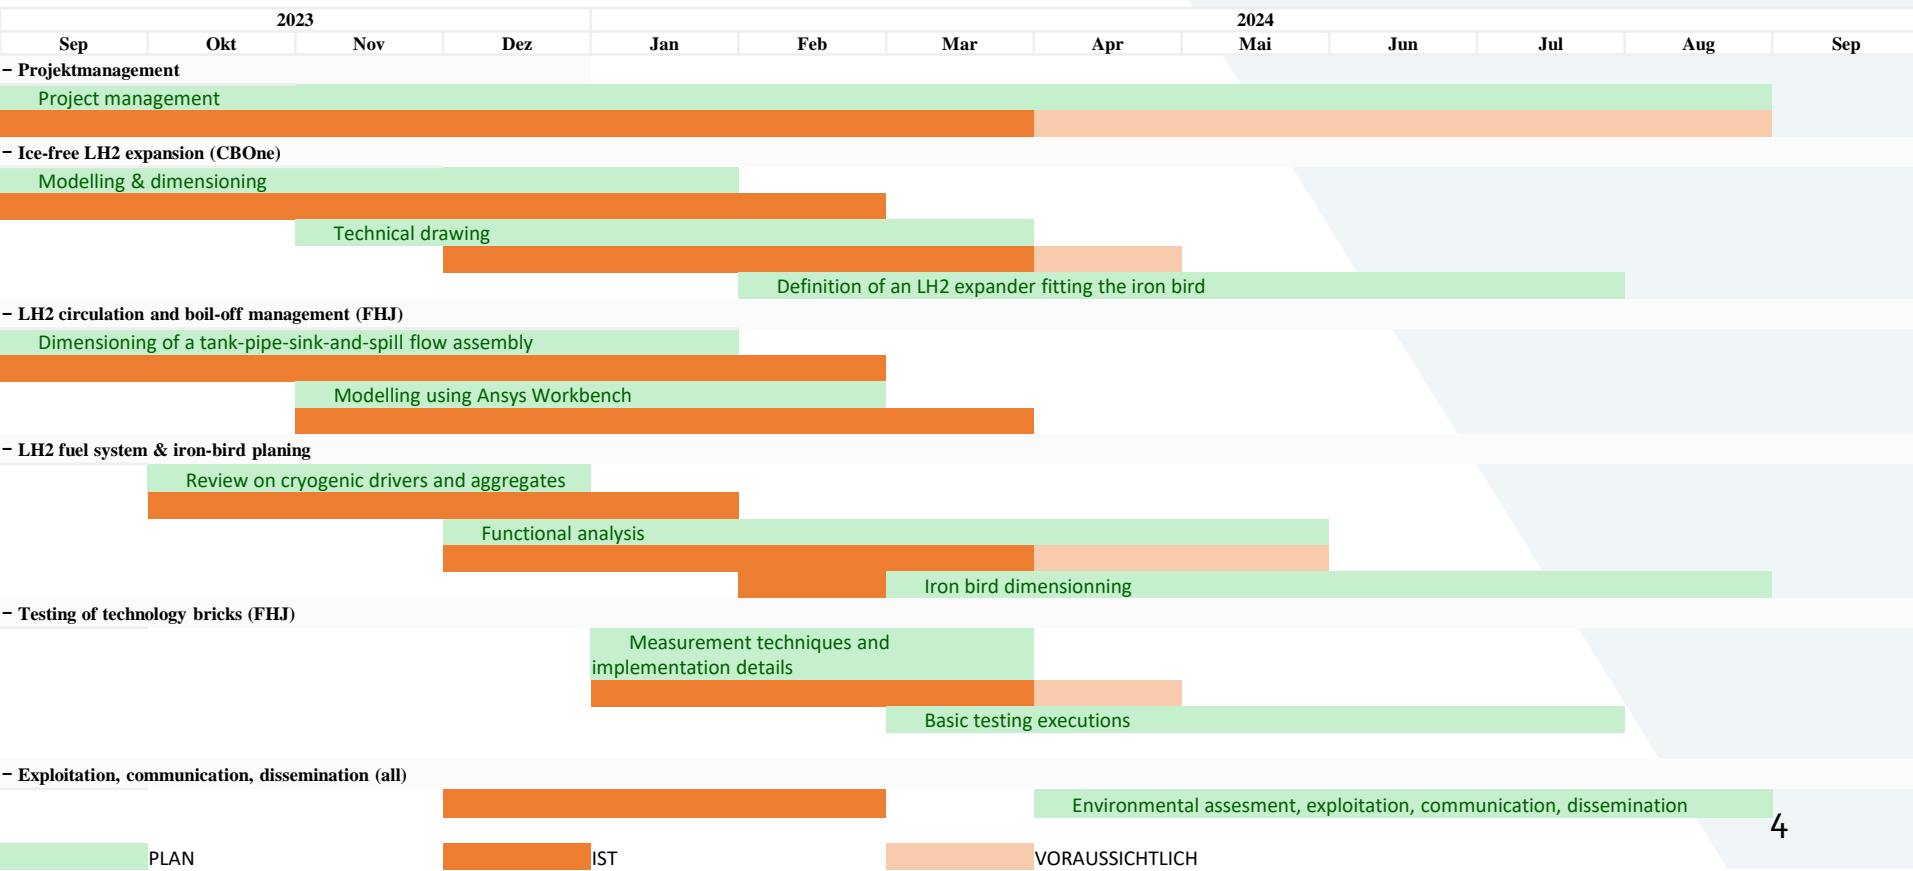 2023 2024
Sep Okt Nov Dez Jan Feb Mar Apr Mai Jun Jul Aug Sep
− Projektmanagement
Project management
− Ice-free LH2 expansion (CBOne)
Modelling & dimensioning
Technical drawing
Definition of an LH2 expander fitting the iron bird
− LH2 circulation and boil-off management (FHJ)
Dimensioning of a tank-pipe-sink-and-spill flow assembly
Modelling using Ansys Workbench
− LH2 fuel system & iron-bird planing
Review on cryogenic drivers and aggregates
Functional analysis
Iron bird dimensionning
− Testing of technology bricks (FHJ)
Measurement techniques and
implementation details
Basic testing executions
− Exploitation, communication, dissemination (all)
Environmental assesment, exploitation, communication, dissemination
4
PLAN IST VORAUSSICHTLICH